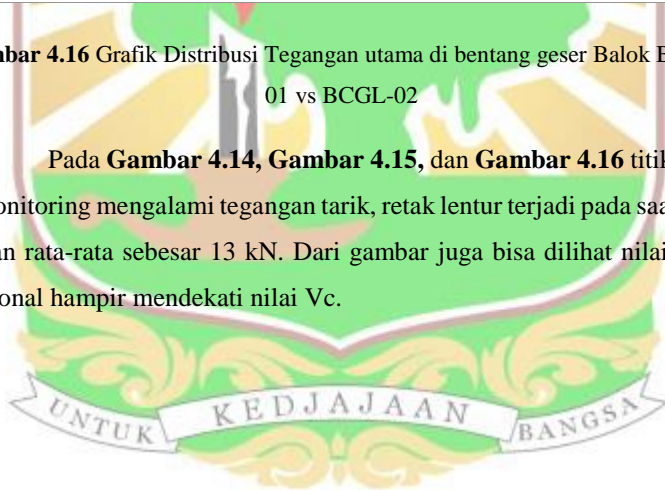 bar 4.16 Grafik Distribusi Tegangan utama di bentang geser Balok
01 vs BCGL-02
Pada Gambar 4.14, Gambar 4.15, dan Gambar 4.16 titik
onitoring mengalami tegangan tarik, retak lentur terjadi pada saa
an rata-rata sebesar 13 kN. Dari gambar juga bisa dilihat nilai
onal hampir mendekati nilai Vc.
UNTUK KEDJAJAAN BANGSA